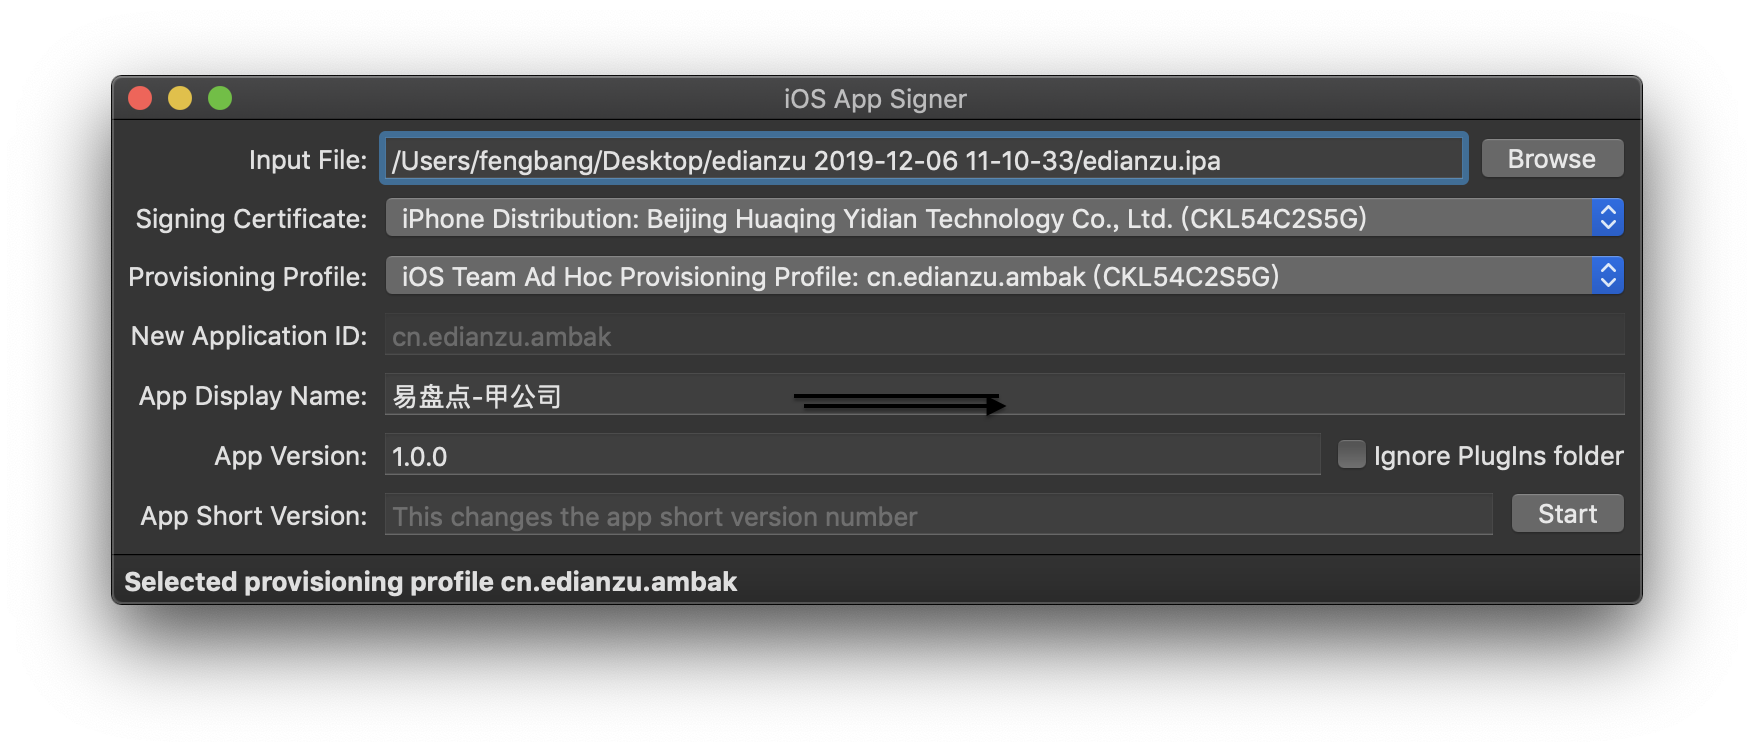 iOS App Signer
Input File: /Users/fengbang/Desktop/edianzu 2019-12-06 11-10-33/edianzu.ipa Browse
Signing Certificate: iPhone Distribution: Beijing Huaqing Yidian Technology Co., Ltd. (CKL54C2S5G)
Provisioning Profile: iOS Team Ad Hoc Provisioning Profile: cn.edianzu.ambak (CKL54C2S5G)
New Application ID: cn.edianzu.ambak
App Display Name: 易盘点-甲公司
App Version: 1.0.0 Ignore PlugIns folder
App Short Version: This changes the app short version number Start
Selected provisioning profile cn.edianzu.ambak